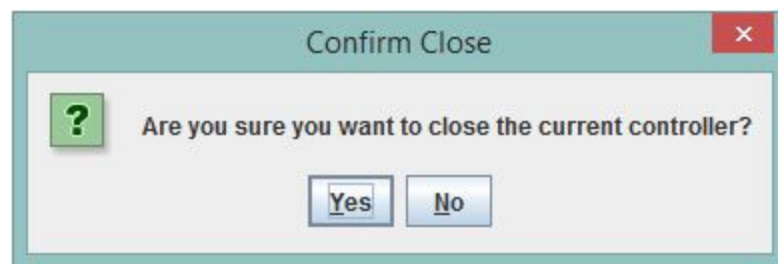 Confirm Close
?
Are you sure you want to close the current controller?
Yes No